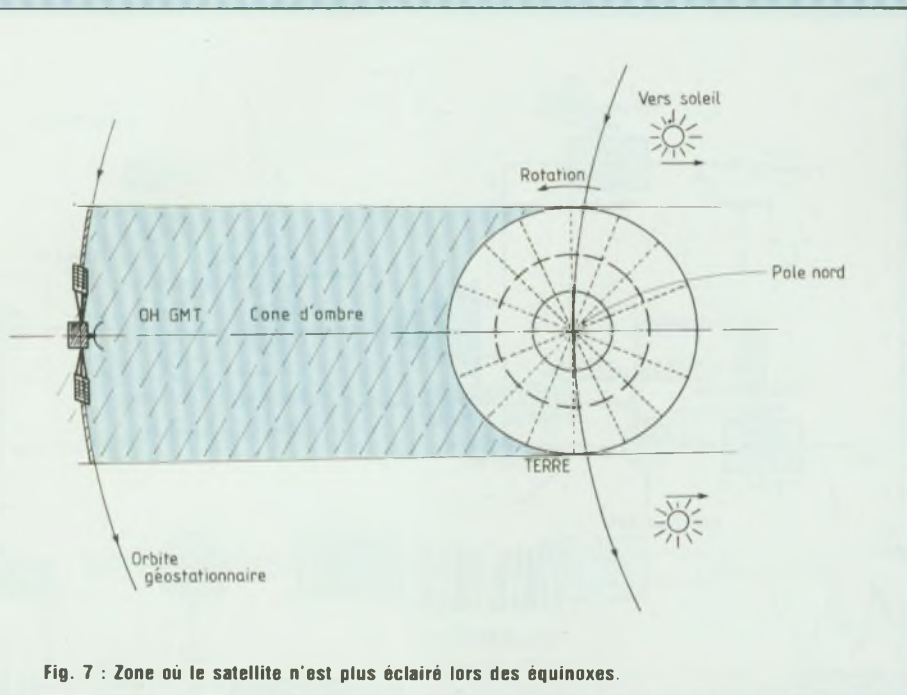 Vers soleil
Rotation
Pole nord
OH GMT
Cone d'ombre
TERRE
Orbite
géostationnaire
Fig. 7 : Zone où le satellite n'est plus éclairé lors des équinoxes.